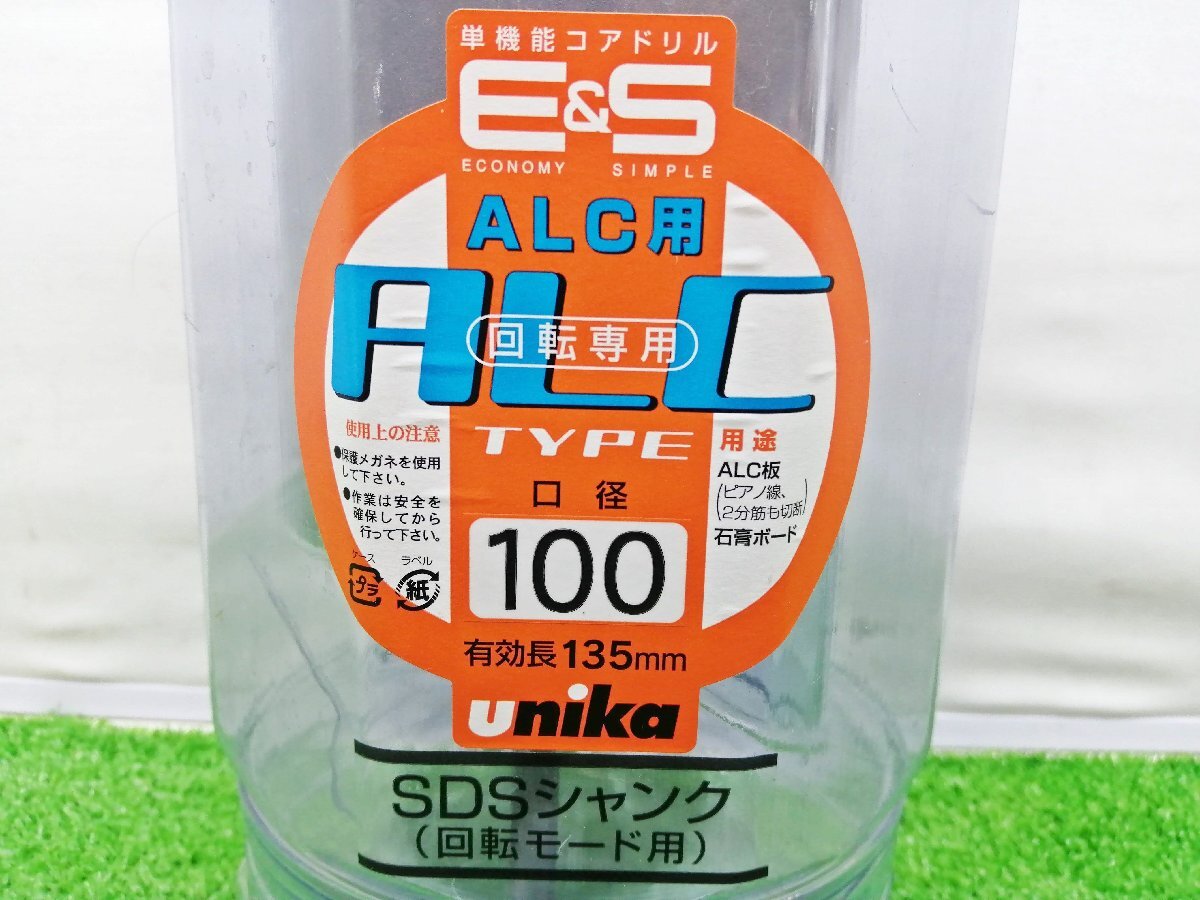 単機能コアドリル
E&S
ECONOMY SIMPLE
ALC用
ALC
回転専用
TYPE
使用上の注意
●保護メガネを使用
して下さい。
●作業は安全を
確保してから
行って下さい。
ケース
プラ
ラベル
紙
用途
ALC板
(ピアノ線、
2分筋も切断)
石膏ボード
口径
100
有効長135mm
unika
SDSシャンク
(回転モード用)